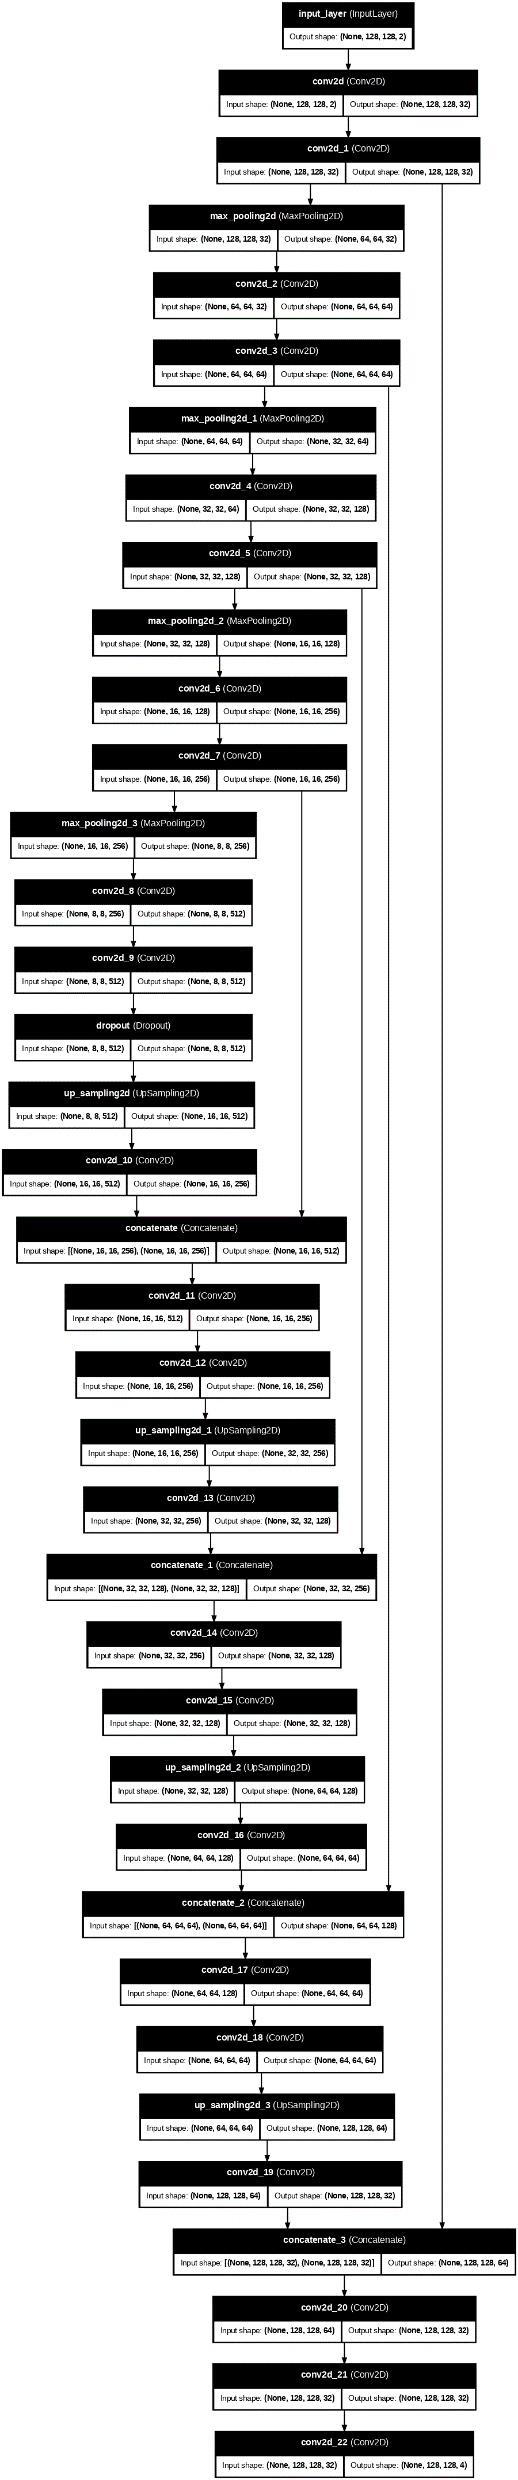 input_layer (InputLayer)
Output shape: (None, 128, 128, 2)
conv2d (Conv2D)
Input shape: (None, 128, 128, 2) Output shape: (None, 128, 128, 32)
conv2d_1 (Conv2D)
Input shape: (None, 128, 128, 32) Output shape: (None, 128, 128, 32)
max_pooling2d (MaxPooling2D)
Input shape: (None, 128, 128, 32) Output shape: (None, 64, 64, 32)
conv2d_2 (Conv2D)
Input shape: (None, 64, 64, 32) Output shape: (None, 64, 64, 64)
conv2d_3 (Conv2D)
Input shape: (None, 64, 64, 64) Output shape: (None, 64, 64, 64)
max_pooling2d_1 (MaxPooling2D)
Input shape: (None, 64, 64, 64) Output shape: (None, 32, 32, 64)
conv2d_4 (Conv2D)
Input shape: (None, 32, 32, 64) Output shape: (None, 32, 32, 128)
conv2d_5 (Conv2D)
Input shape: (None, 32, 32, 128) Output shape: (None, 32, 32, 128)
max_pooling2d_2 (MaxPooling2D)
Input shape: (None, 32, 32, 128) Output shape: (None, 16, 16, 128)
conv2d_6 (Conv2D)
Input shape: (None, 16, 16, 128) Output shape: (None, 16, 16, 256)
conv2d_7 (Conv2D)
Input shape: (None, 16, 16, 256) Output shape: (None, 16, 16, 256)
max_pooling2d_3 (MaxPooling2D)
Input shape: (None, 16, 16, 256) Output shape: (None, 8, 8, 256)
conv2d_8 (Conv2D)
Input shape: (None, 8, 8, 256) Output shape: (None, 8, 8, 512)
conv2d_9 (Conv2D)
Input shape: (None, 8, 8, 512) Output shape: (None, 8, 8, 512)
dropout (Dropout)
Input shape: (None, 8, 8, 512) Output shape: (None, 8, 8, 512)
up_sampling2d (UpSampling2D)
Input shape: (None, 8, 8, 512) Output shape: (None, 16, 16, 512)
conv2d_10 (Conv2D)
Input shape: (None, 16, 16, 512) Output shape: (None, 16, 16, 256)
concatenate (Concatenate)
Input shape: [(None, 16, 16, 256), (None, 16, 16, 256)] Output shape: (None, 16, 16, 512)
conv2d_11 (Conv2D)
Input shape: (None, 16, 16, 512) Output shape: (None, 16, 16, 256)
conv2d_12 (Conv2D)
Input shape: (None, 16, 16, 256) Output shape: (None, 16, 16, 256)
up_sampling2d_1 (UpSampling2D)
Input shape: (None, 16, 16, 256) Output shape: (None, 32, 32, 256)
conv2d_13 (Conv2D)
Input shape: (None, 32, 32, 256) Output shape: (None, 32, 32, 128)
concatenate_1 (Concatenate)
Input shape: [(None, 32, 32, 128), (None, 32, 32, 128)] Output shape: (None, 32, 32, 256)
conv2d_14 (Conv2D)
Input shape: (None, 32, 32, 256) Output shape: (None, 32, 32, 128)
conv2d_15 (Conv2D)
Input shape: (None, 32, 32, 128) Output shape: (None, 32, 32, 128)
up_sampling2d_2 (UpSampling2D)
Input shape: (None, 32, 32, 128) Output shape: (None, 64, 64, 128)
conv2d_16 (Conv2D)
Input shape: (None, 64, 64, 128) Output shape: (None, 64, 64, 64)
concatenate_2 (Concatenate)
Input shape: [(None, 64, 64, 64), (None, 64, 64, 64)] Output shape: (None, 64, 64, 128)
conv2d_17 (Conv2D)
Input shape: (None, 64, 64, 128) Output shape: (None, 64, 64, 64)
conv2d_18 (Conv2D)
Input shape: (None, 64, 64, 64) Output shape: (None, 64, 64, 64)
up_sampling2d_3 (UpSampling2D)
Input shape: (None, 64, 64, 64) Output shape: (None, 128, 128, 64)
conv2d_19 (Conv2D)
Input shape: (None, 128, 128, 64) Output shape: (None, 128, 128, 32)
concatenate_3 (Concatenate)
Input shape: [(None, 128, 128, 32), (None, 128, 128, 32)] Output shape: (None, 128, 128, 64)
conv2d_20 (Conv2D)
Input shape: (None, 128, 128, 64) Output shape: (None, 128, 128, 32)
conv2d_21 (Conv2D)
Input shape: (None, 128, 128, 32) Output shape: (None, 128, 128, 32)
conv2d_22 (Conv2D)
Input shape: (None, 128, 128, 32) Output shape: (None, 128, 128, 4)